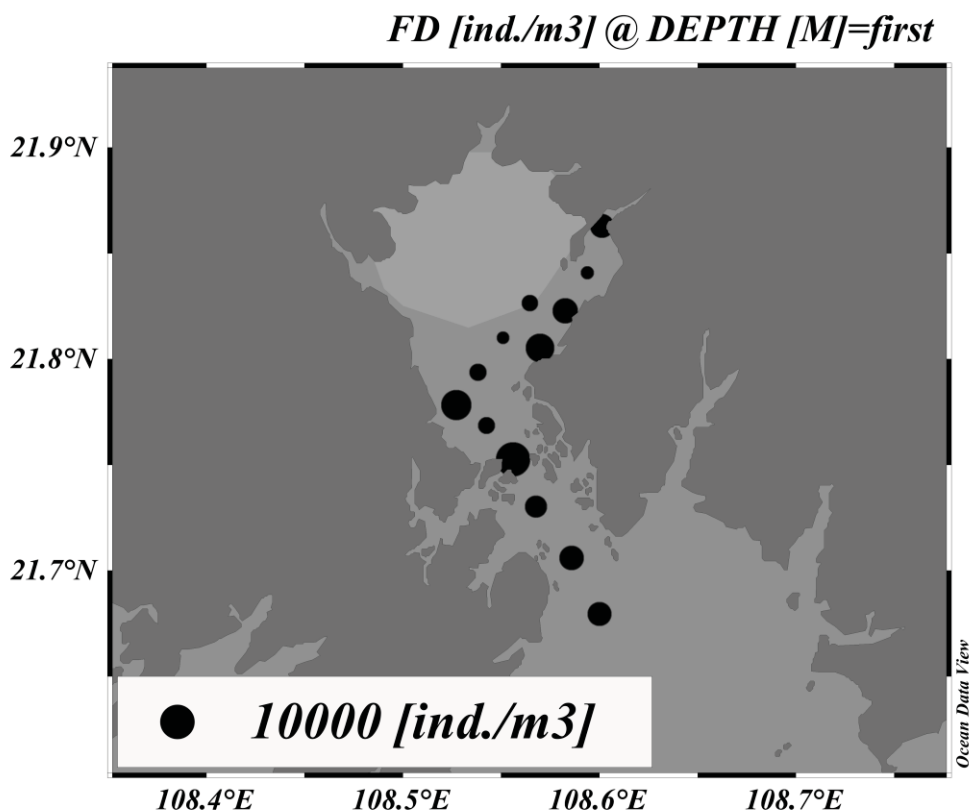 FD [ind./m3] @ DEPTH [M]=first
21.9°N
21.8°N
21.7°N
10000 [ind./m3]
Ocean Data View
108.4°E 108.5°E 108.6°E 108.7°E